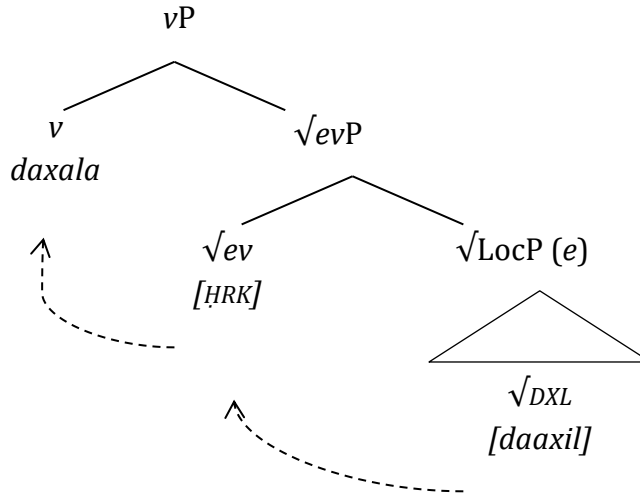 vP
v √evP
daxala
√ev √LocP (e)
[ḤRK]
√DXL
[daaxil]